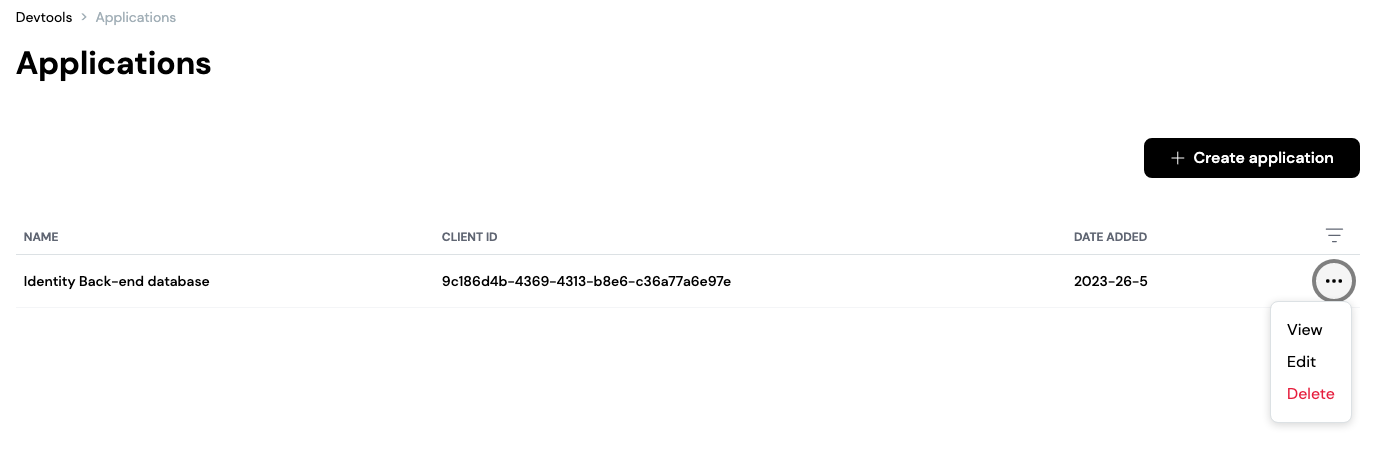 Devtools > Applications
Applications
+ Create application
NAME CLIENT ID DATE ADDED
Identity Back-end database 9c186d4b-4369-4313-b8e6-c36a77a6e97e 2023-26-5
View
Edit
Delete